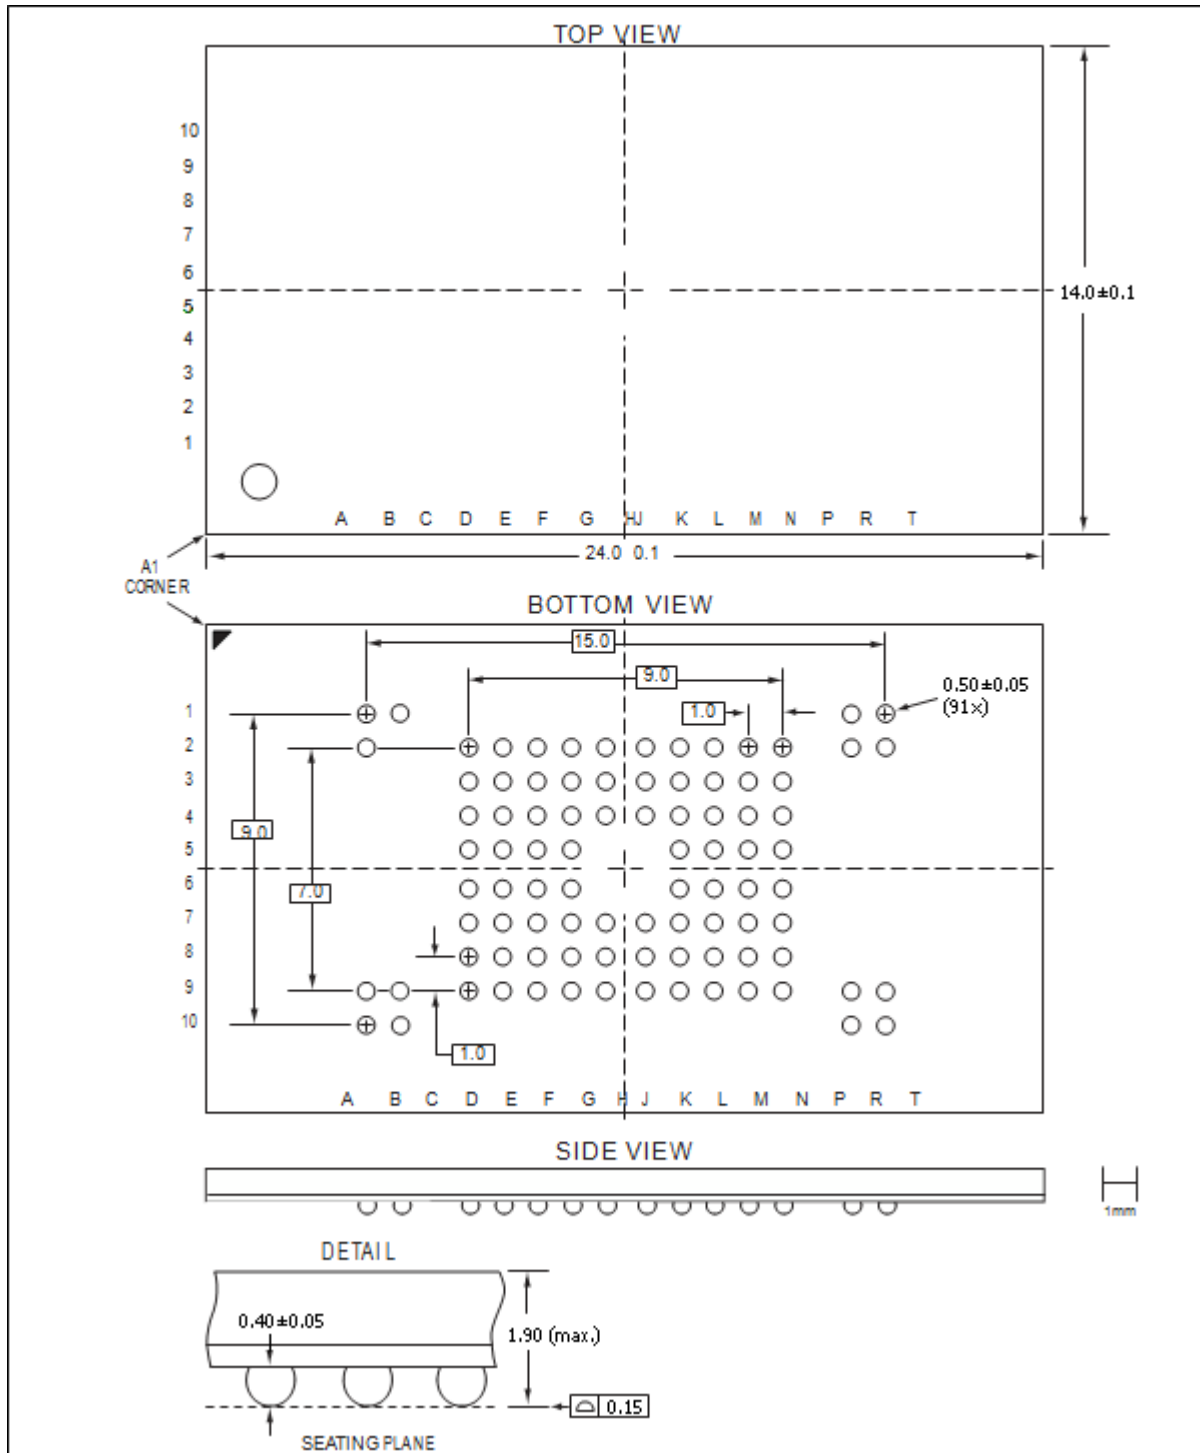 TOP VIEW
10
9
8
7
6
5
4
3
2
1
14.0±0.1
A B C D E F G HJ K L M N P R T
24.0 0.1
A1
CORNER
BOTTOM VIEW
15.0
9.0
1.0
0.50±0.05
(91×)
1
2
3
4
5
6
7
8
9
10
9.0
7.0
1.0
A B C D E F G H J K L M N P R T
SIDE VIEW
1mm
DETAIL
0.40±0.05
1.90 (max.)
0.15
SEATING PLANE